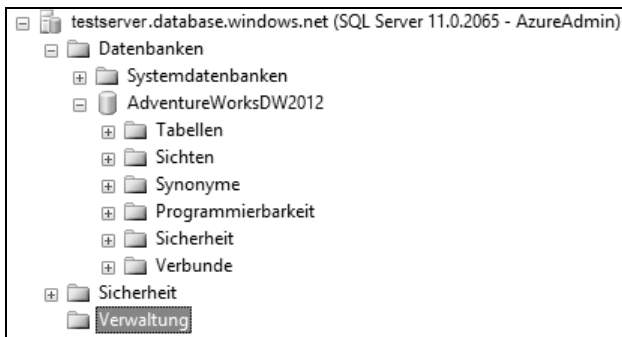 testserver.database.windows.net (SQL Server 11.0.2065 - AzureAdmin)
Datenbanken
Systemdatenbanken
AdventureWorksDW2012
Tabellen
Sichten
Synonyme
Programmierbarkeit
Sicherheit
Verbunde
Sicherheit
Verwaltung